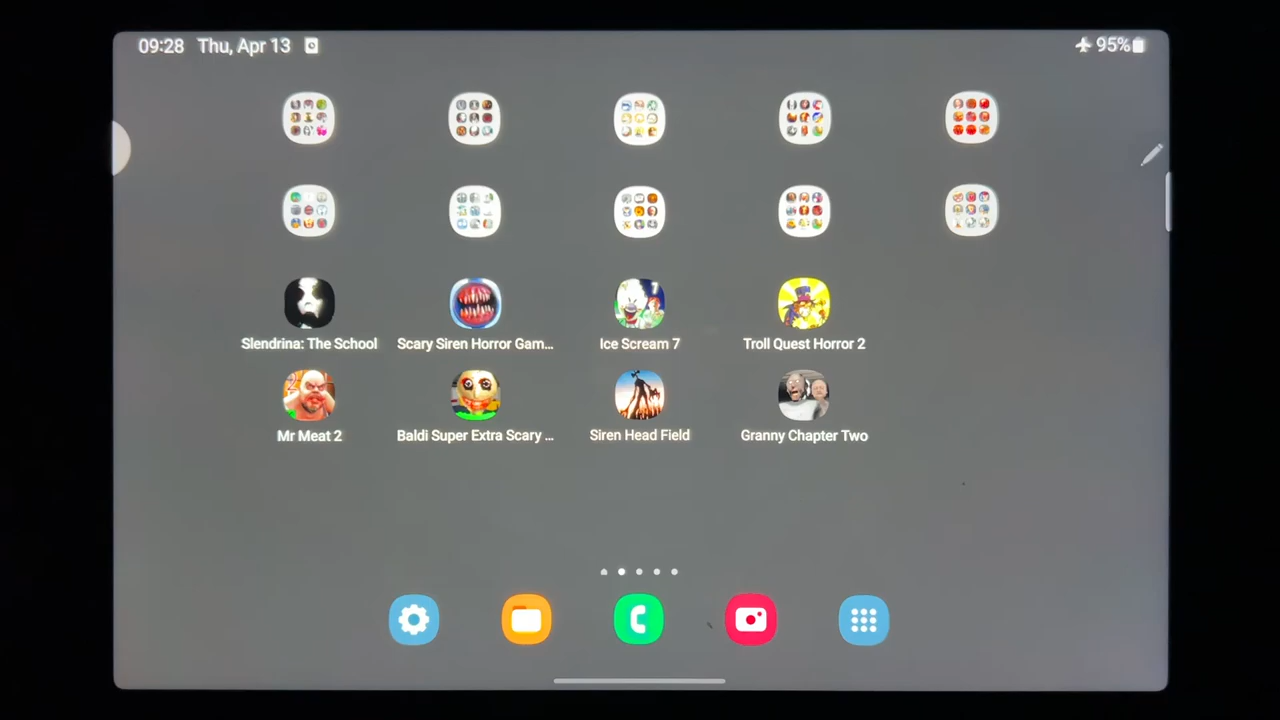 09:28 Thu, Apr 13
95%
Slendrina: The School
Scary Siren Horror Gam...
Ice Scream 7
Troll Quest Horror 2
Mr Meat 2
Baldi Super Extra Scary ...
Siren Head Field
Granny Chapter Two